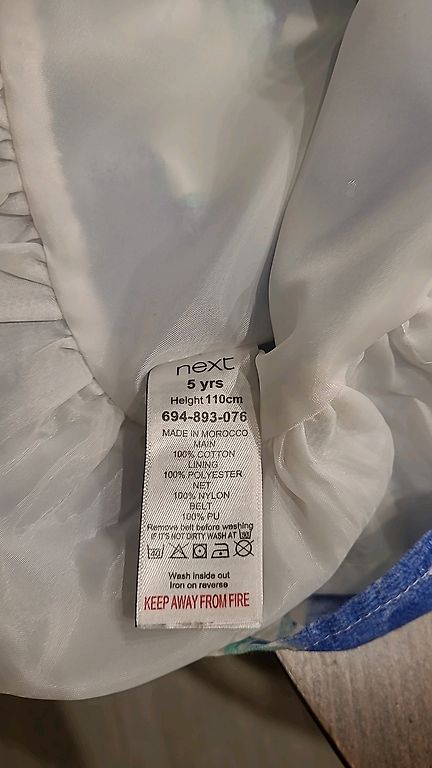 next
5 yrs
Height 110cm
694-893-076
MADE IN MOROCCO
MAIN
100% COTTON
LINING
100% POLYESTER
NET
100% NYLON
BELT
100% PU
Remove belt before washing
IF IT'S NOT DIRTY WASH AT 30
Wash inside out
Iron on reverse
KEEP AWAY FROM FIRE